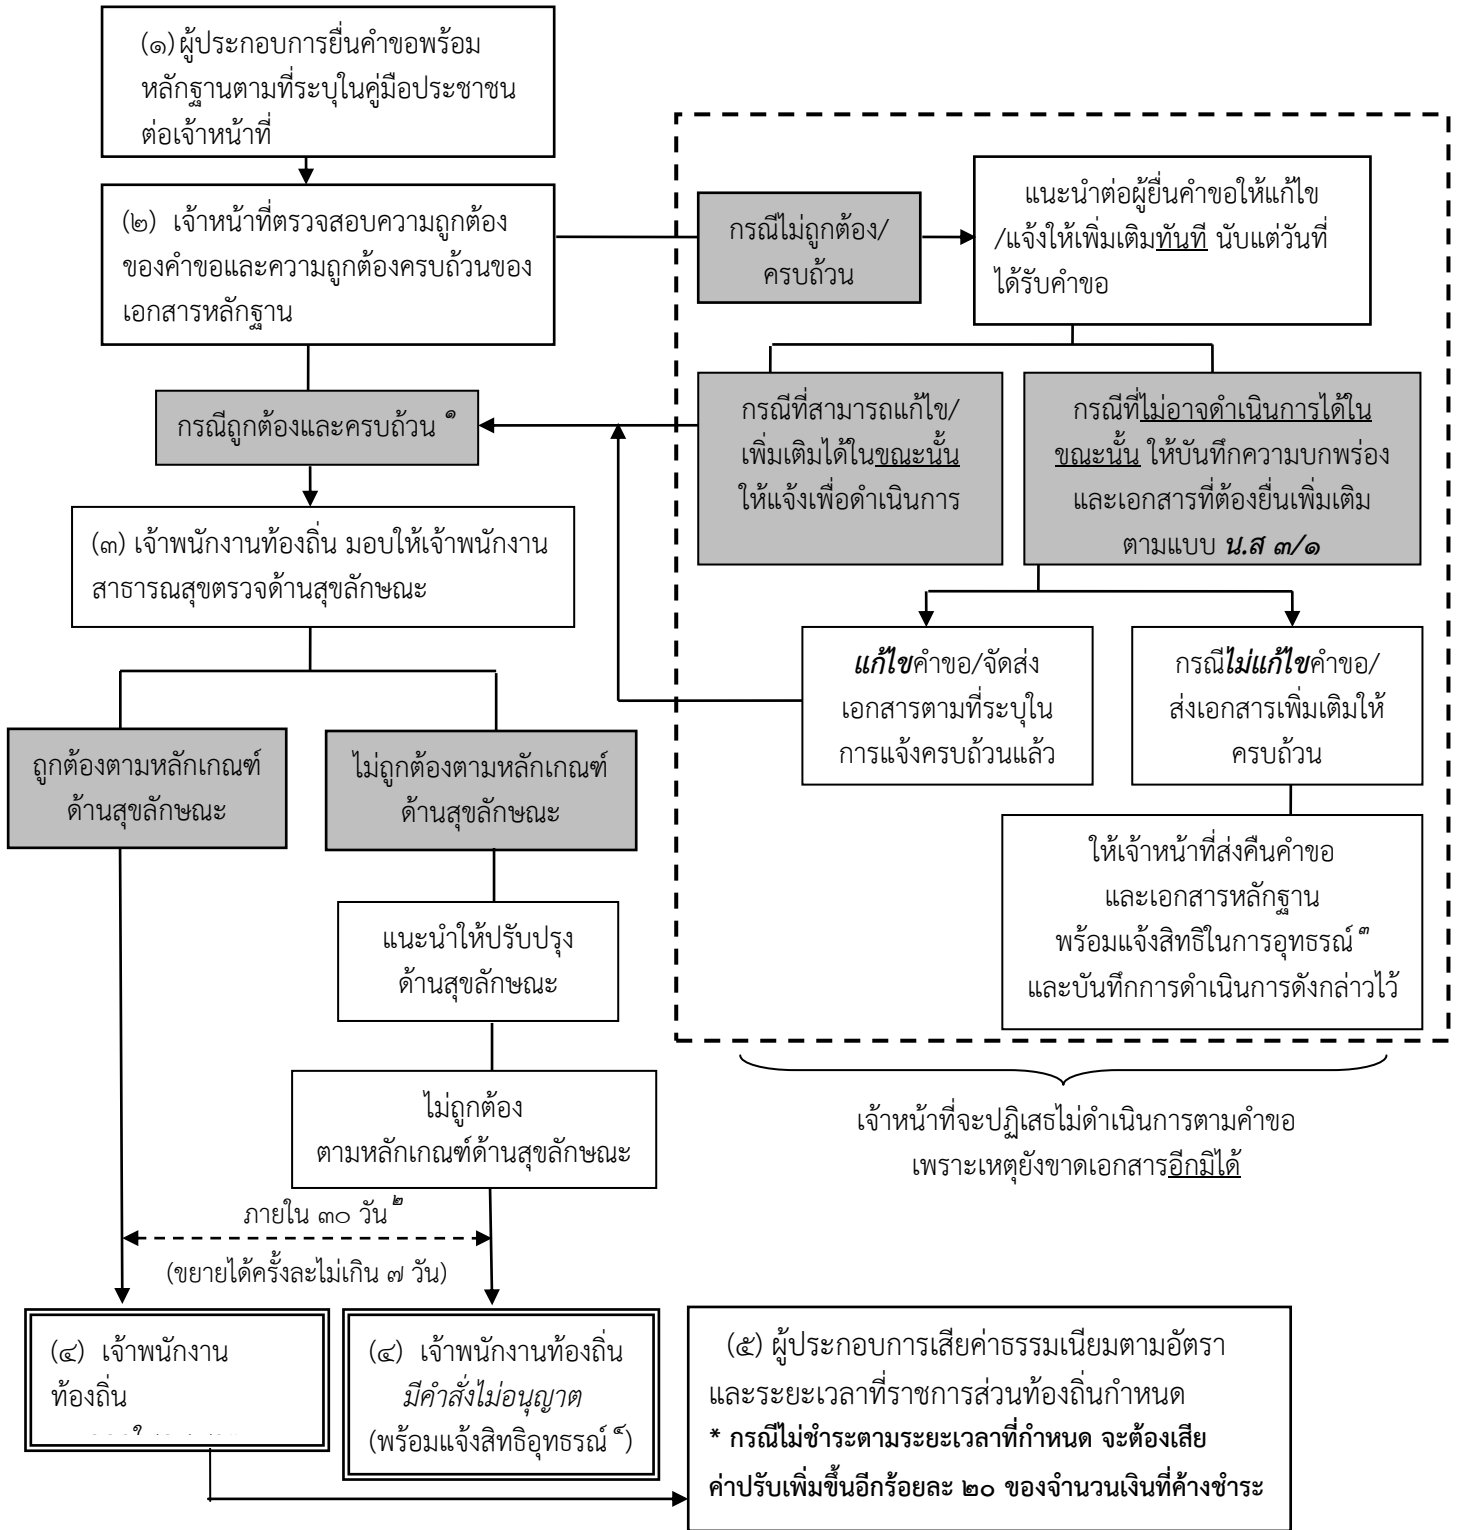 (๑) ผู้ประกอบการยื่นคำขอพร้อม
หลักฐานตามที่ระบุในคู่มือประชาชน
ต่อเจ้าหน้าที่
(๒) เจ้าหน้าที่ตรวจสอบความถูกต้อง
ของคำขอและความถูกต้องครบถ้วนของ
เอกสารหลักฐาน
กรณีไม่ถูกต้อง/
ครบถ้วน
แนะนำต่อผู้ยื่นคำขอให้แก้ไข
/แจ้งให้เพิ่มเติมทันที นับแต่วันที่
ได้รับคำขอ
กรณีถูกต้องและครบถ้วน ๑
กรณีที่สามารถแก้ไข/
เพิ่มเติมได้ในขณะนั้น
ให้แจ้งเพื่อดำเนินการ
กรณีที่ไม่อาจดำเนินการได้ใน
ขณะนั้น ให้บันทึกความบกพร่อง
และเอกสารที่ต้องยื่นเพิ่มเติม
ตามแบบ น.ส ๓/๑
(๓) เจ้าพนักงานท้องถิ่น มอบให้เจ้าพนักงาน
สาธารณสุขตรวจด้านสุขลักษณะ
แก้ไขคำขอ/จัดส่ง
เอกสารตามที่ระบุใน
การแจ้งครบถ้วนแล้ว
กรณีไม่แก้ไขคำขอ/
ส่งเอกสารเพิ่มเติมให้
ครบถ้วน
ถูกต้องตามหลักเกณฑ์
ด้านสุขลักษณะ
ไม่ถูกต้องตามหลักเกณฑ์
ด้านสุขลักษณะ
ให้เจ้าหน้าที่ส่งคืนคำขอ
และเอกสารหลักฐาน
พร้อมแจ้งสิทธิในการอุทธรณ์ ๓
และบันทึกการดำเนินการดังกล่าวไว้
แนะนำให้ปรับปรุง
ด้านสุขลักษณะ
ไม่ถูกต้อง
ตามหลักเกณฑ์ด้านสุขลักษณะ
เจ้าหน้าที่จะปฏิเสธไม่ดำเนินการตามคำขอ
เพราะเหตุยังขาดเอกสารอีกมิได้
ภายใน ๓๐ วัน ๒
(ขยายได้ครั้งละไม่เกิน ๗ วัน)
(๔) เจ้าพนักงาน
ท้องถิ่น
(๔) เจ้าพนักงานท้องถิ่น
มีคำสั่งไม่อนุญาต
(พร้อมแจ้งสิทธิอุทธรณ์ ๔)
(๕) ผู้ประกอบการเสียค่าธรรมเนียมตามอัตรา
และระยะเวลาที่ราชการส่วนท้องถิ่นกำหนด
* กรณีไม่ชำระตามระยะเวลาที่กำหนด จะต้องเสีย
ค่าปรับเพิ่มขึ้นอีกร้อยละ ๒๐ ของจำนวนเงินที่ค้างชำระ